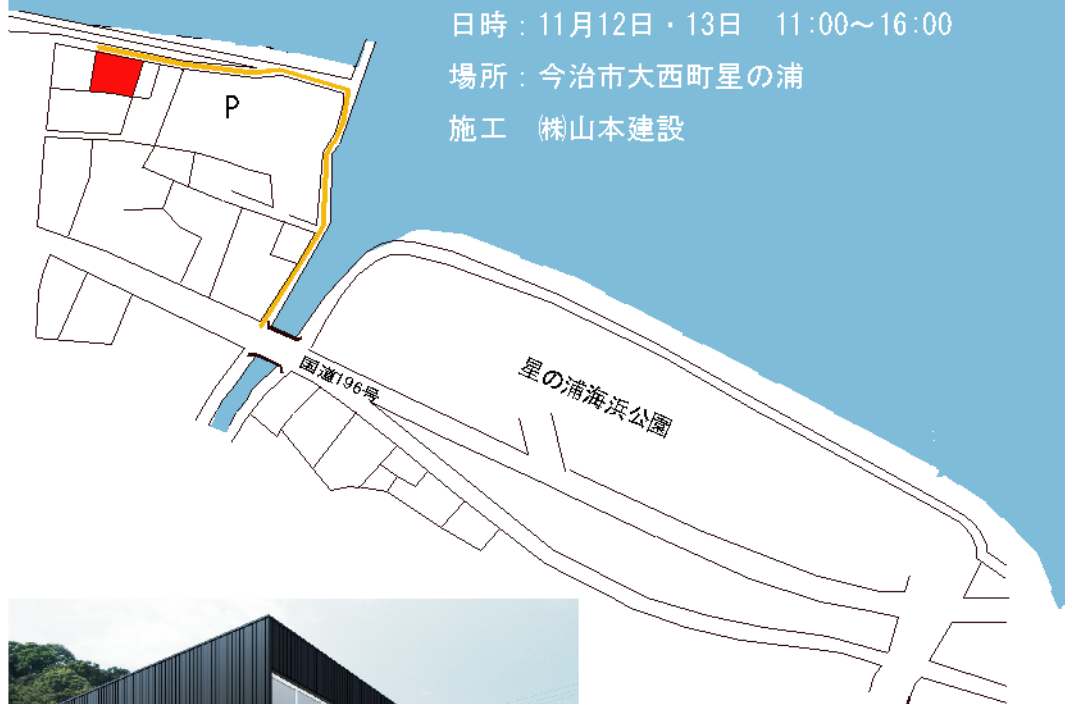 日時：11月12日・13日　11:00～16:00
場所：今治市大西町星の浦
施工　㈱山本建設
P
国道196号
星の浦海浜公園